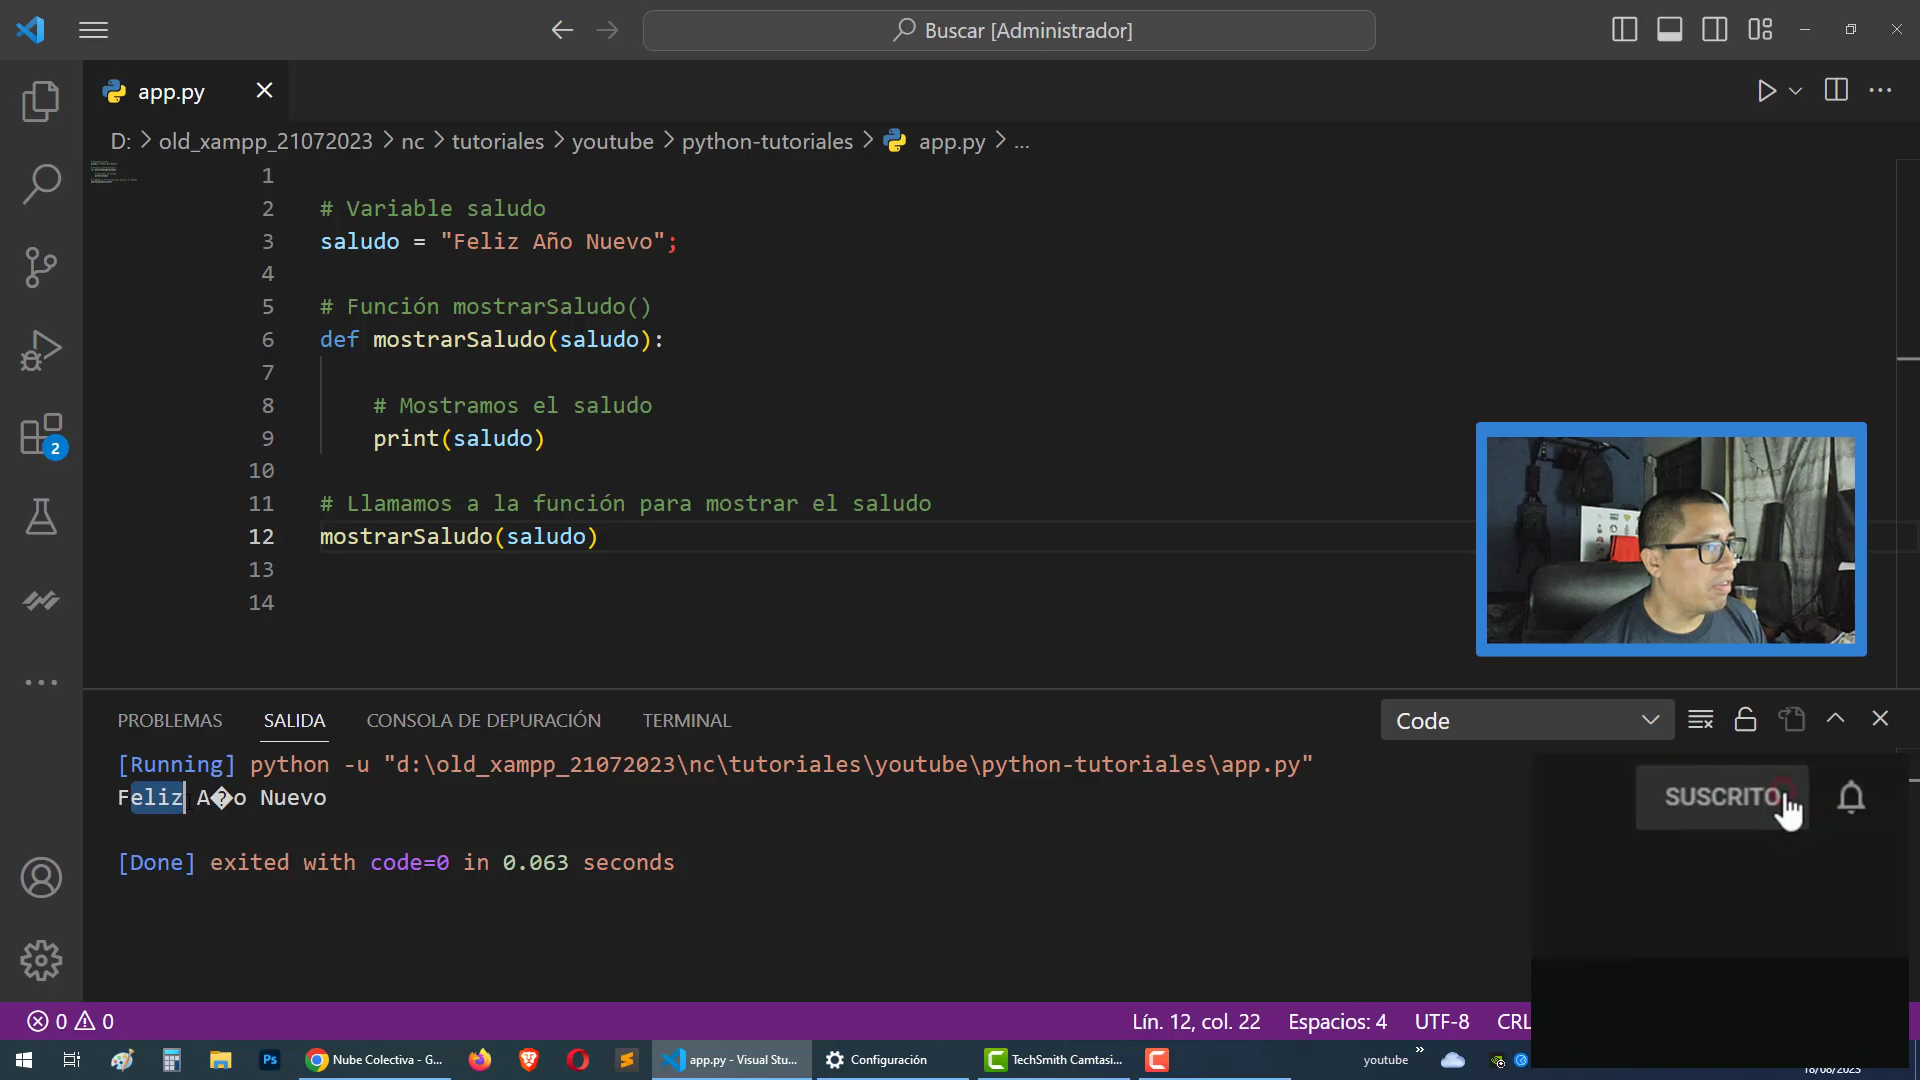 Buscar [Administrador]
app.py
D: > old_xampp_21072023 > nc > tutoriales > youtube > python-tutoriales > app.py > ...
1
2 # Variable saludo
3 saludo = "Feliz Año Nuevo";
4
5 # Función mostrarSaludo()
6 def mostrarSaludo(saludo):
7
8 # Mostramos el saludo
9 print(saludo)
10
11 # Llamamos a la función para mostrar el saludo
12 mostrarSaludo(saludo)
13
14
2
PROBLEMAS SALIDA CONSOLA DE DEPURACIÓN TERMINAL Code
[Running] python -u "d:\old_xampp_21072023\nc\tutoriales\youtube\python-tutoriales\app.py"
Feliz A�o Nuevo
SUSCRITO
[Done] exited with code=0 in 0.063 seconds
0 0 Lín. 12, col. 22 Espacios: 4 UTF-8 CRL
Ps Nube Colectiva - G... app.py - Visual Stu... Configuración TechSmith Camtasi... youtube »
18/08/2023